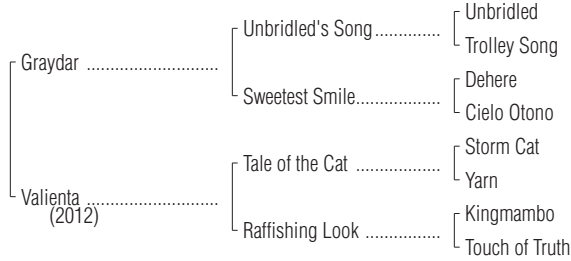 Unbridled
Unbridled's Song..............
Trolley Song
Graydar ............................
Dehere
Sweetest Smile..................
Cielo Otono
Storm Cat
Tale of the Cat ..................
Yarn
Valienta ............................
(2012)
Kingmambo
Raffishing Look ................
Touch of Truth